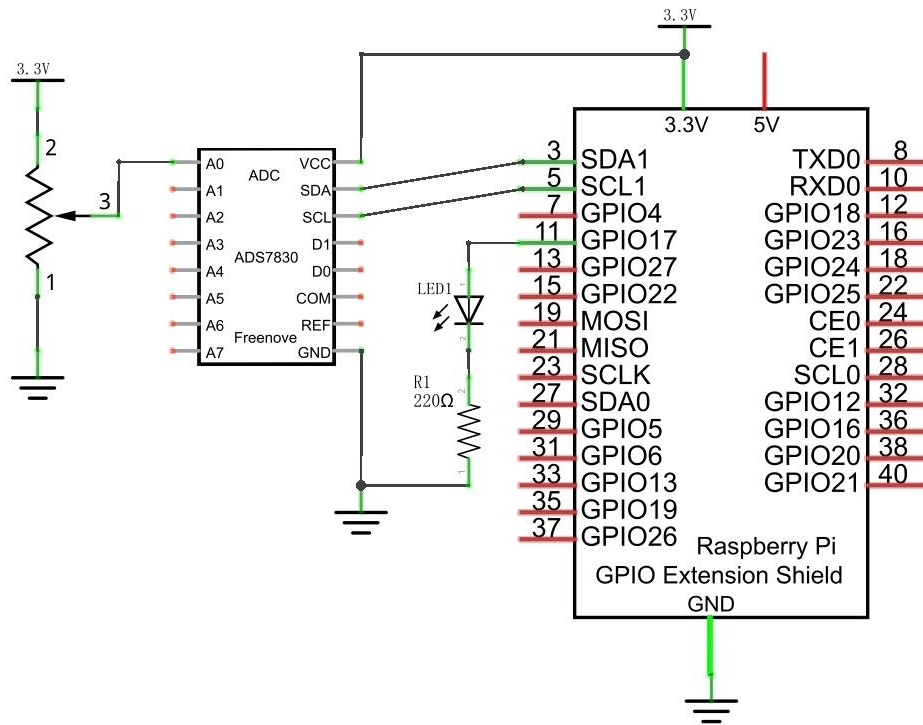 3.3V
3.3V
2
3
1
ADC
ADS7830
Freenove
A0
A1
A2
A3
A4
A5
A6
A7
VCC
SDA
SCL
D1
D0
COM
REF
GND
LED1
1
2
R1
220Ω
2
1
3.3V
5V
3 SDA1
5 SCL1
7 GPIO4
11 GPIO17
13 GPIO27
15 GPIO22
19 MOSI
21 MISO
23 SCLK
27 SDA0
29 GPIO5
31 GPIO6
33 GPIO13
35 GPIO19
37 GPIO26
TXD0 8
RXD0 10
GPIO18 12
GPIO23 16
GPIO24 18
GPIO25 22
CE0 24
CE1 26
SCL0 28
GPIO12 32
GPIO16 36
GPIO20 38
GPIO21 40
Raspberry Pi
GPIO Extension Shield
GND